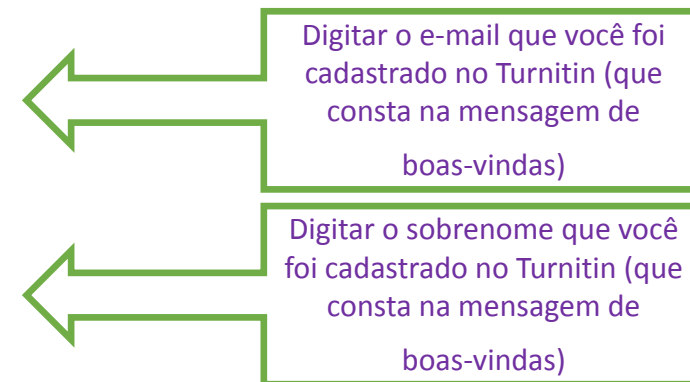 Digitar o e-mail que você foi
cadastrado no Turnitin (que
consta na mensagem de
boas-vindas)
Digitar o sobrenome que você
foi cadastrado no Turnitin (que
consta na mensagem de
boas-vindas)